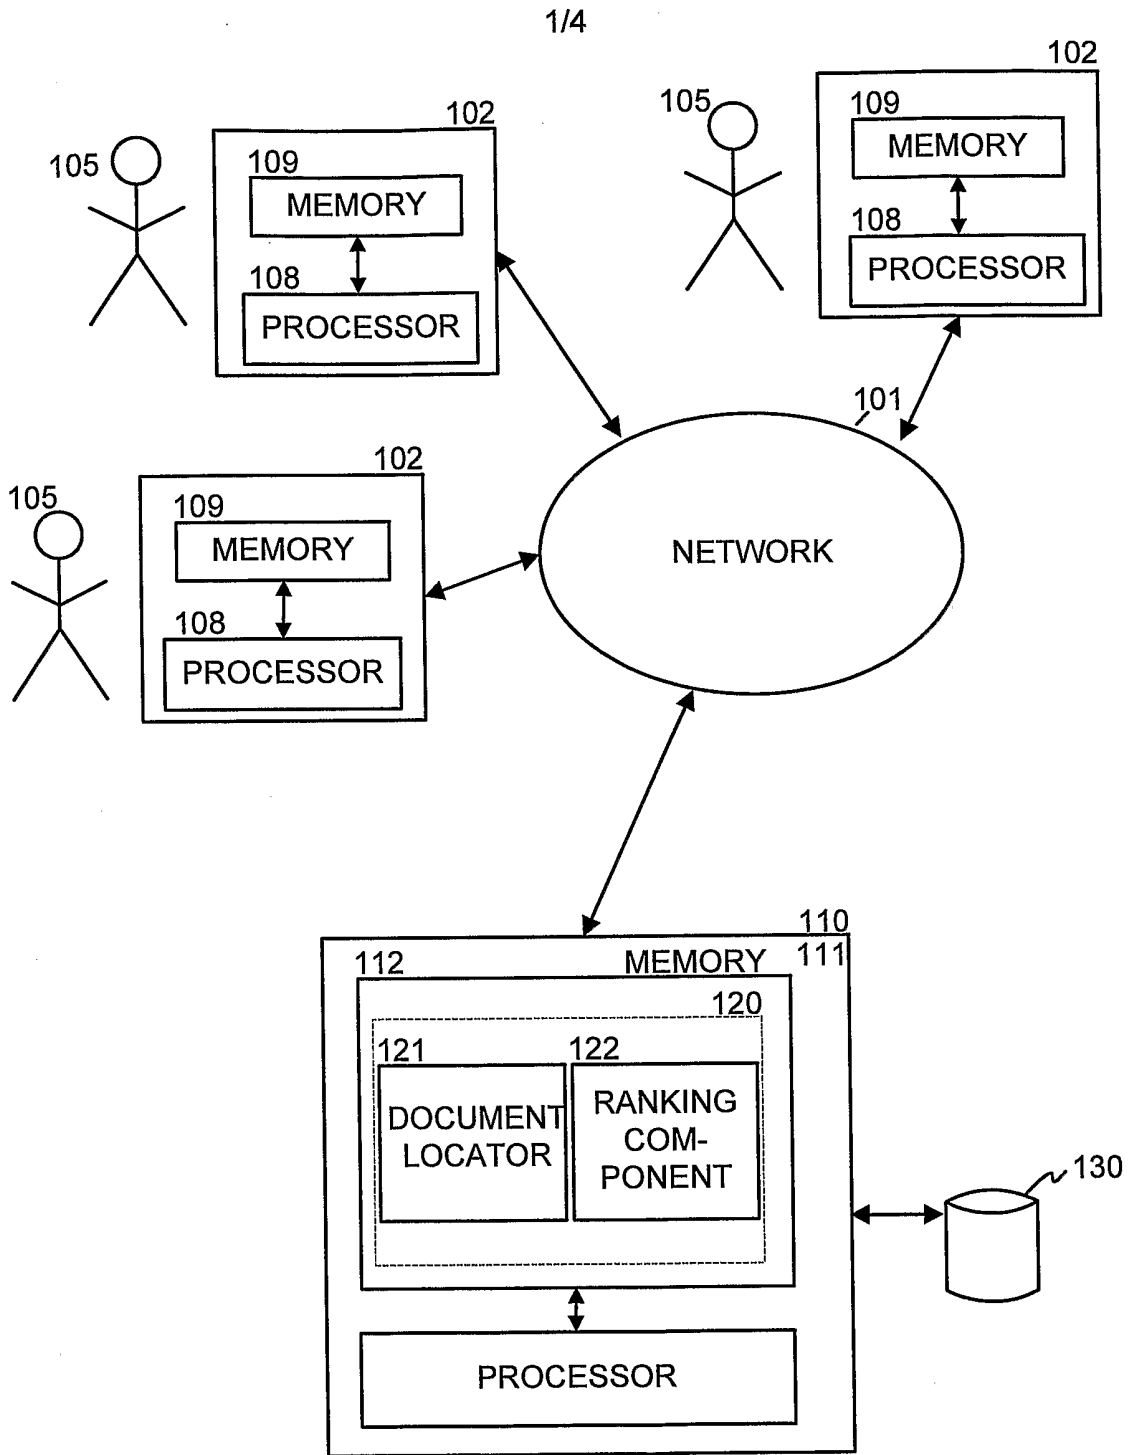 1/4
102
105
109
MEMORY
108
PROCESSOR
102
105
109
MEMORY
108
PROCESSOR
101
NETWORK
102
105
109
MEMORY
108
PROCESSOR
110
111
112
MEMORY
120
121
122
DOCUMENT
LOCATOR
RANKING
COM-
PONENT
130
PROCESSOR